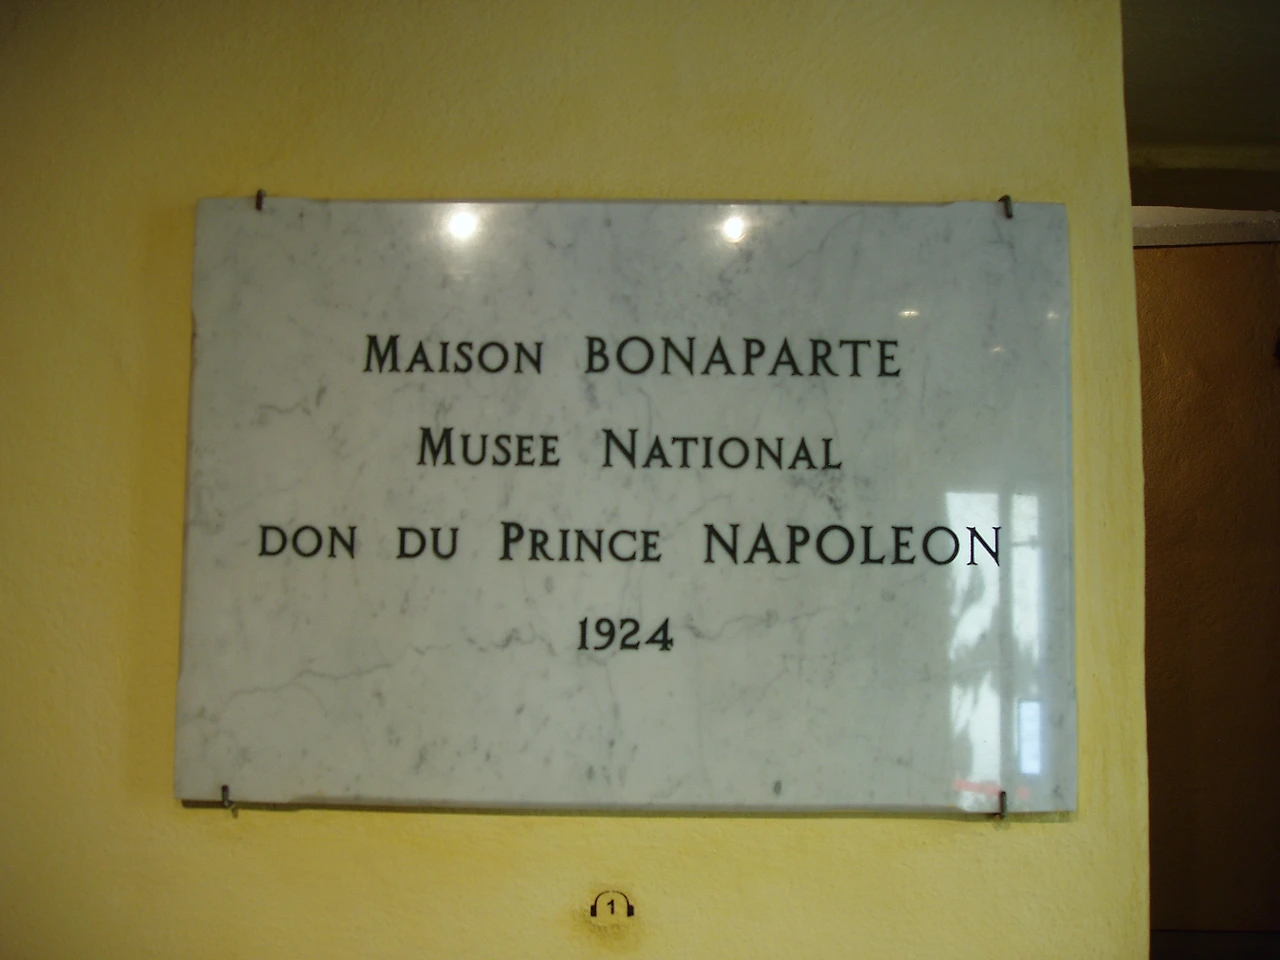 MAISON BONAPARTE
MUSEE NATIONAL
DON DU PRINCE NAPOLEON
1924
1